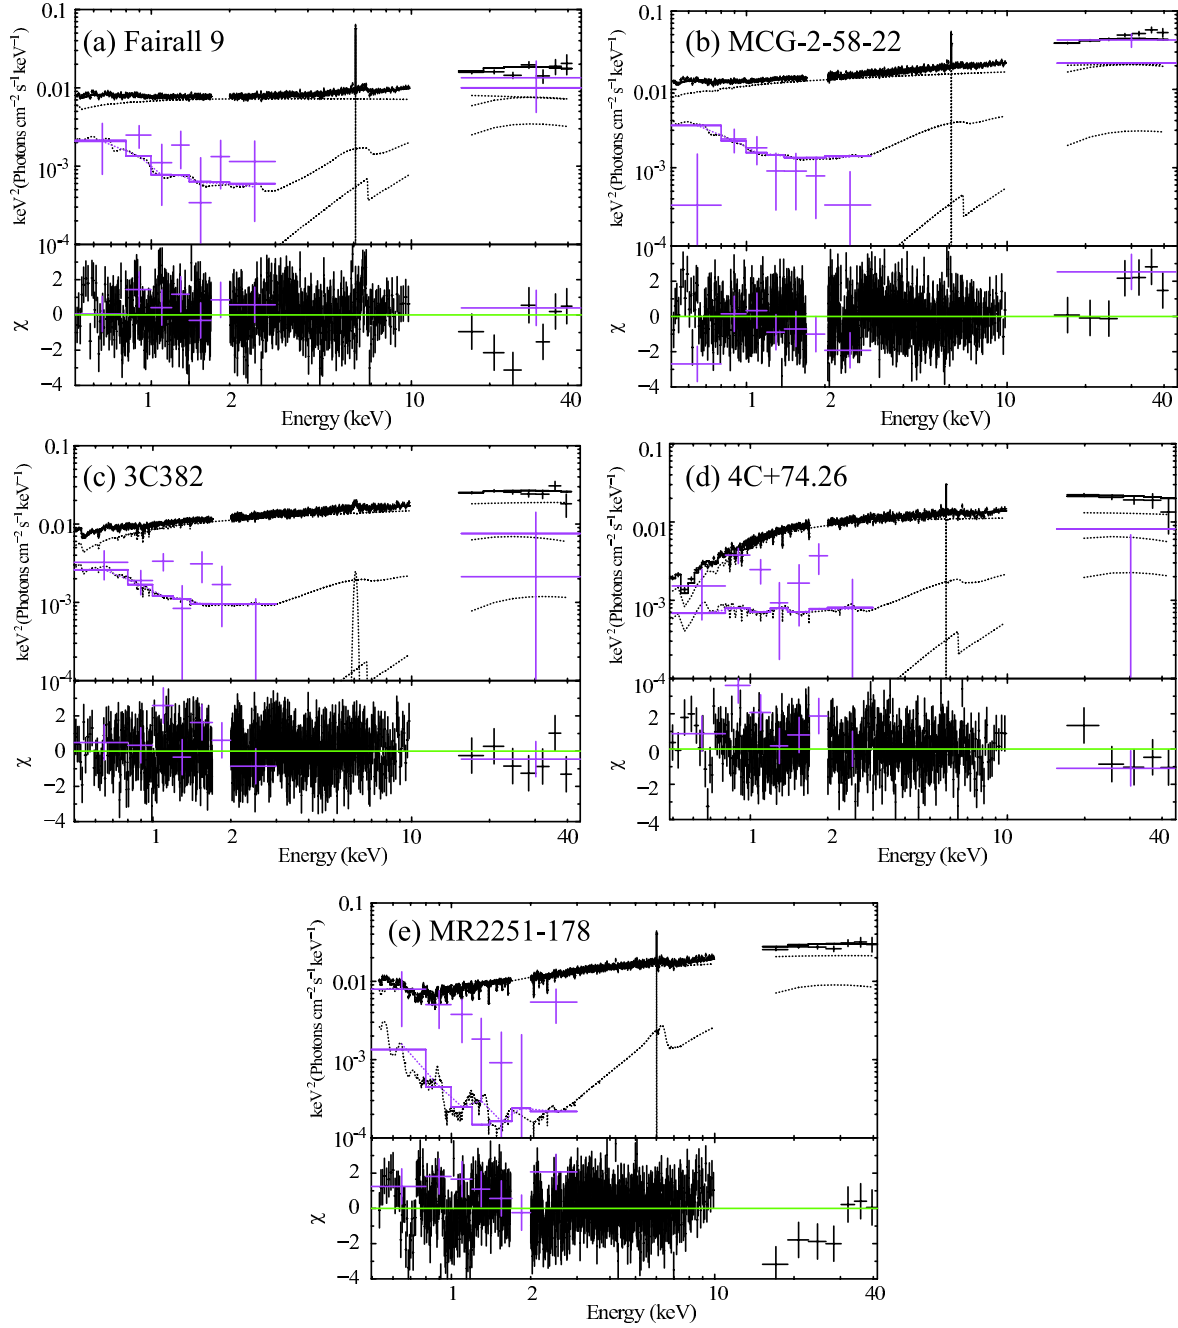 (a) Fairall 9
0.1
0.01
10⁻³
10⁻⁴
keV² (Photons cm⁻² s⁻¹ keV⁻¹)
2
0
−2
−4
χ
1 2 10 40
Energy (keV)
(b) MCG-2-58-22
0.1
0.01
10⁻³
10⁻⁴
keV² (Photons cm⁻² s⁻¹ keV⁻¹)
2
0
−2
−4
χ
1 2 10 40
Energy (keV)
(c) 3C382
0.1
0.01
10⁻³
10⁻⁴
keV² (Photons cm⁻² s⁻¹ keV⁻¹)
2
0
−2
−4
χ
1 2 10 40
Energy (keV)
(d) 4C+74.26
0.1
0.01
10⁻³
10⁻⁴
keV² (Photons cm⁻² s⁻¹ keV⁻¹)
2
0
−2
−4
χ
1 2 10 40
Energy (keV)
(e) MR2251-178
0.1
0.01
10⁻³
10⁻⁴
keV² (Photons cm⁻² s⁻¹ keV⁻¹)
2
0
−2
−4
χ
1 2 10 40
Energy (keV)